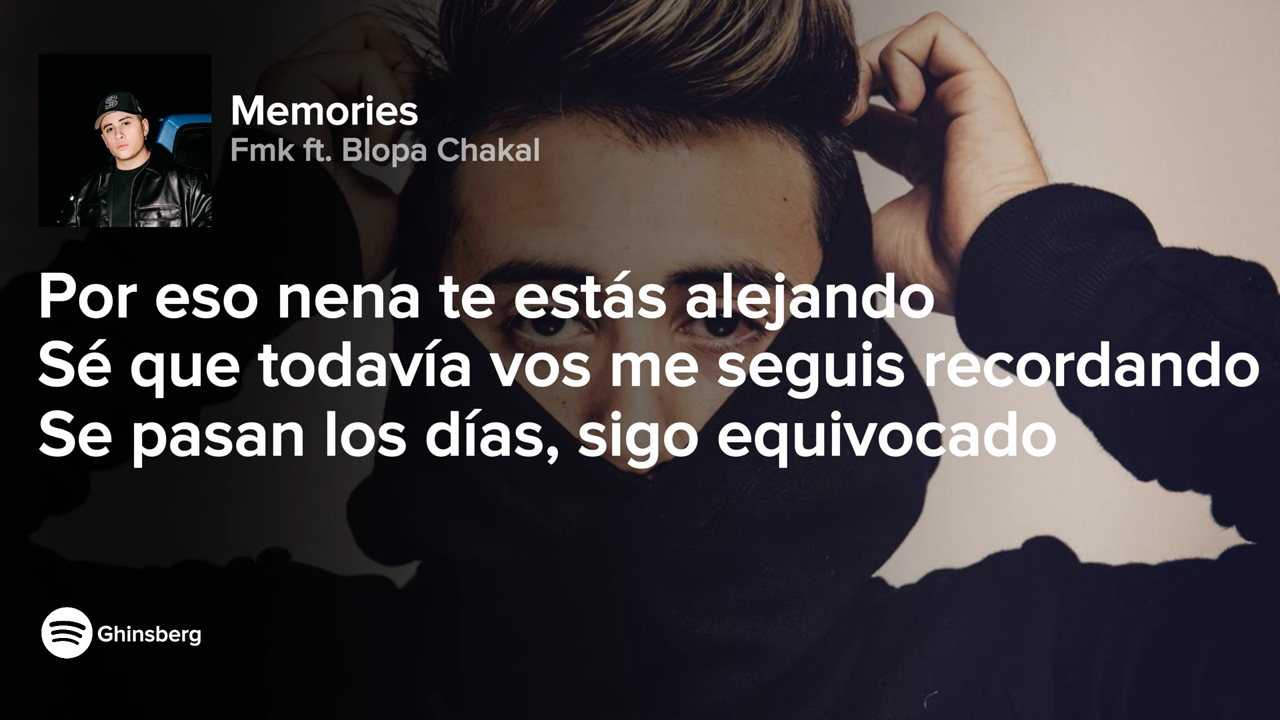 Memories
Fmk ft. Blopa Chakal
Por eso nena te estás alejando
Sé que todavía vos me seguis recordando
Se pasan los días, sigo equivocado
Ghinsberg